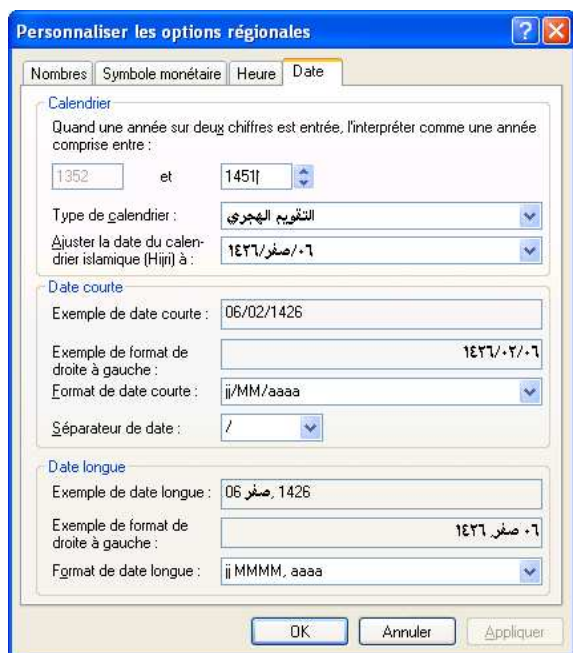 Personnaliser les options régionales
Nombres Symbole monétaire Heure Date
Calendrier
Quand une année sur deux chiffres est entrée, l'interpréter comme une année
comprise entre :
1352 et 1451
Type de calendrier : التقويم الهجري
Ajuster la date du calen-
drier islamique (Hijri) à : ٠٦/صفر/١٤٢٦
Date courte
Exemple de date courte : 06/02/1426
Exemple de format de
droite à gauche : ١٤٢٦/٠٢/٠٦
Format de date courte : jj/MM/aaaa
Séparateur de date : /
Date longue
Exemple de date longue : 06 صفر, 1426
Exemple de format de
droite à gauche : ٠٦ صفر, ١٤٢٦
Format de date longue : jj MMMM, aaaa
OK Annuler Appliquer